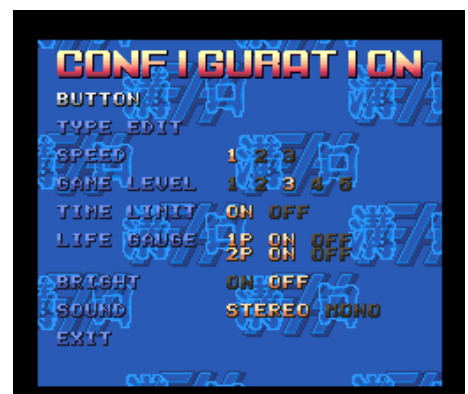 CONFIGURATION
BUTTON
TYPE EDIT
SPEED 1 2 3
GAME LEVEL 1 2 3 4 5
TIME LIMIT ON OFF
LIFE GAUGE 1P ON OFF
2P ON OFF
BRIGHT ON OFF
SOUND STEREO MONO
EXIT